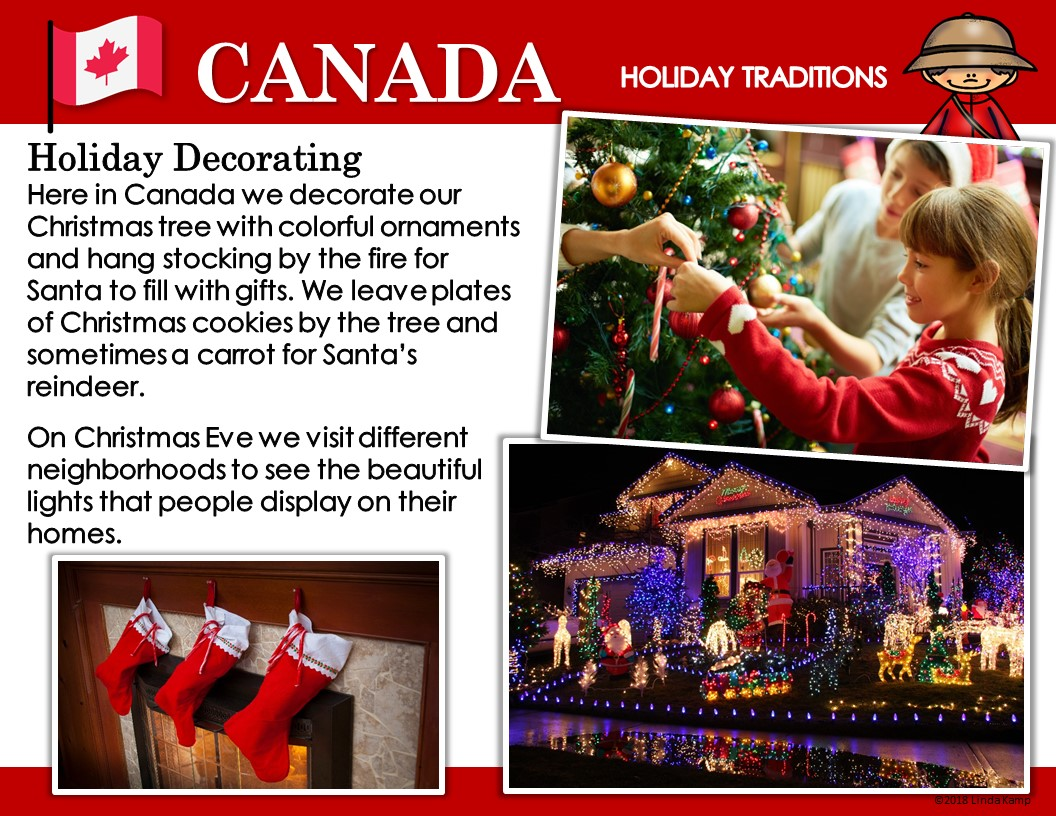 CANADA
HOLIDAY TRADITIONS
Holiday Decorating
Here in Canada we decorate our
Christmas tree with colorful ornaments
and hang stocking by the fire for
Santa to fill with gifts. We leave plates
of Christmas cookies by the tree and
sometimes a carrot for Santa's
reindeer.
On Christmas Eve we visit different
neighborhoods to see the beautiful
lights that people display on their
homes.
©2018 Linda Kamp